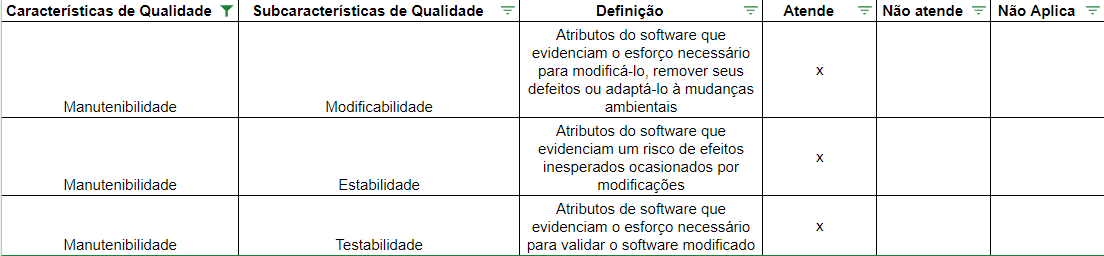 Características de Qualidade Subcaracterísticas de Qualidade Definição Atende Não atende Não Aplica
Atributos do software que
evidenciam o esforço necessário
para modificá-lo, remover seus
defeitos ou adaptá-lo à mudanças
ambientais
Manutenibilidade Modificabilidade x
Atributos do software que
evidenciam um risco de efeitos
inesperados ocasionados por
modificações
Manutenibilidade Estabilidade x
Atributos de software que
evidenciam o esforço necessário
para validar o software modificado
Manutenibilidade Testabilidade x